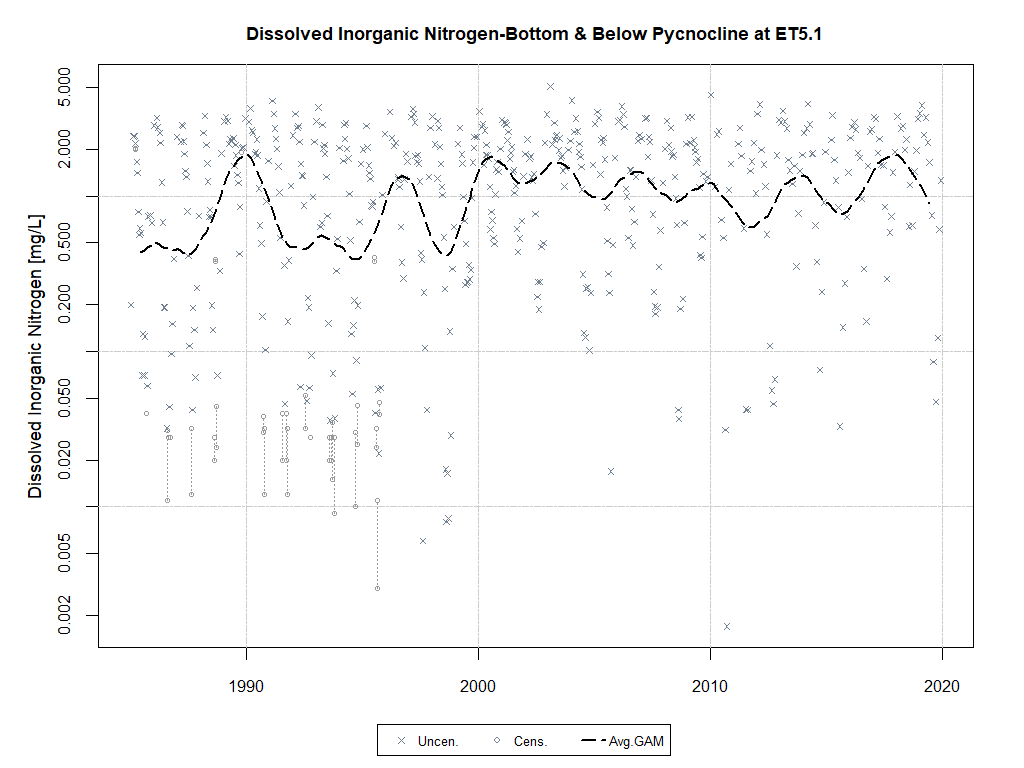 Dissolved Inorganic Nitrogen-Bottom & Below Pycnocline at ET5.1
Dissolved Inorganic Nitrogen [mg/L]
5.000
2.000
0.500
0.200
0.050
0.020
0.005
0.002
1990
2000
2010
2020
Uncen.
Cens.
Avg.GAM